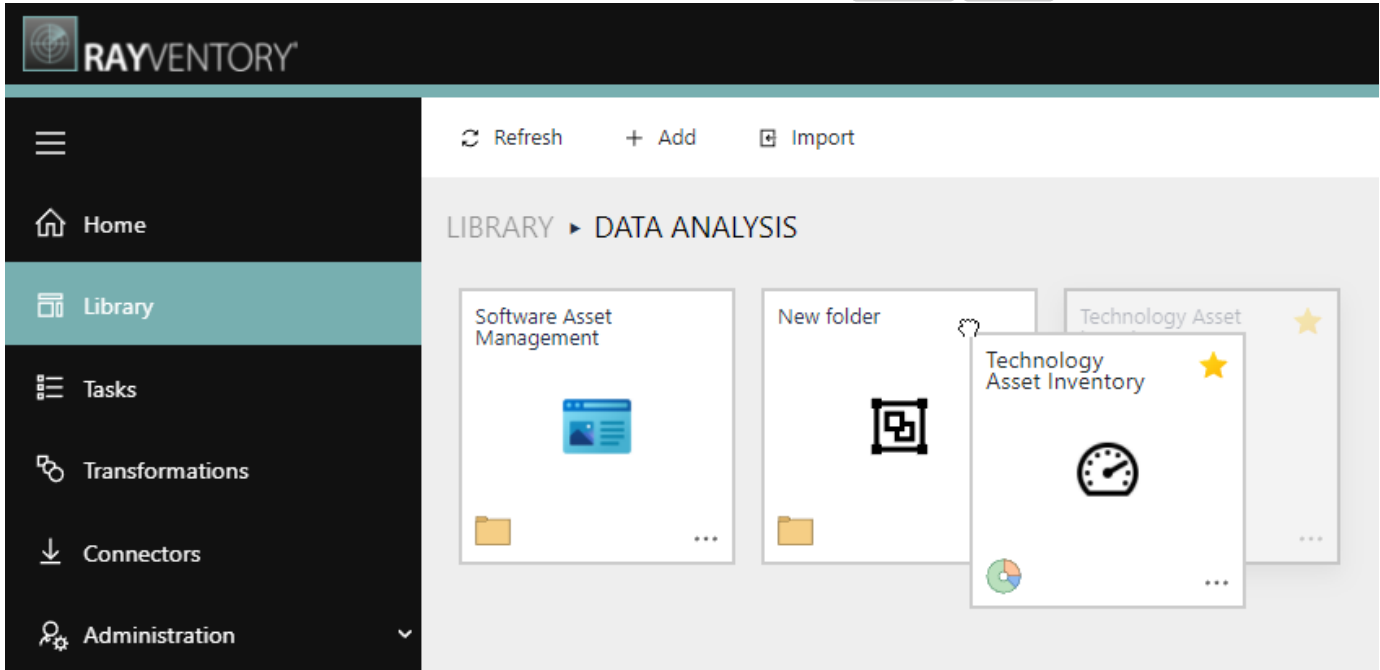 RAYVENTORY
Refresh
Add
Import
Home
Library
Tasks
Transformations
Connectors
Administration
LIBRARY ▸ DATA ANALYSIS
Software Asset
Management
New folder
Technology Asset
Technology
Asset Inventory